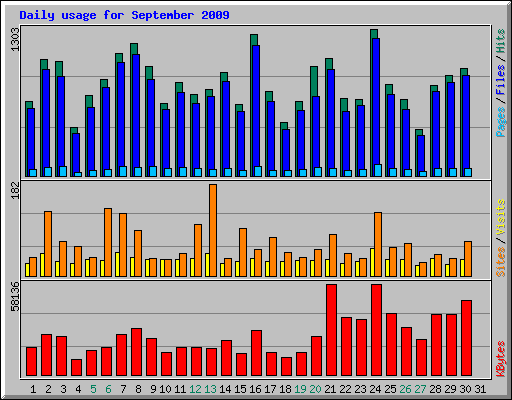 Daily usage for September 2009
1303
Pages / Files / Hits
182
Sites / Visits
58136
KBytes
1 2 3 4 5 6 7 8 9 10 11 12 13 14 15 16 17 18 19 20 21 22 23 24 25 26 27 28 29 30 31